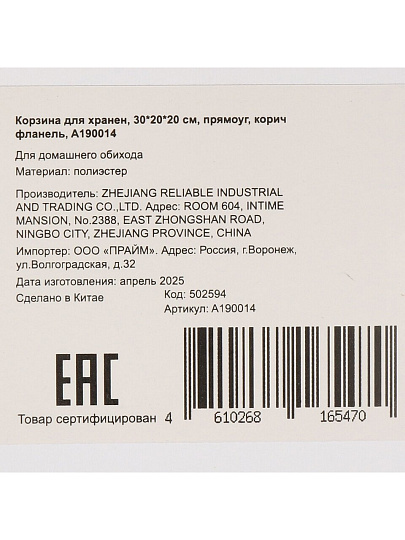 Корзина для хранен, 30*20*20 см, прямоуг, корич
фланель, A190014
Для домашнего обихода
Материал: полиэстер
Производитель: ZHEJIANG RELIABLE INDUSTRIAL
AND TRADING CO.,LTD. Адрес: ROOM 604, INTIME
MANSION, No.2388, EAST ZHONGSHAN ROAD,
NINGBO CITY, ZHEJIANG PROVINCE, CHINA
Импортер: ООО «ПРАЙМ». Адрес: Россия, г.Воронеж,
ул.Волгоградская, д.32
Дата изготовления: апрель 2025
Сделано в Китае
Код: 502594
Артикул: A190014
EAC
Товар сертифицирован
4 610268 165470